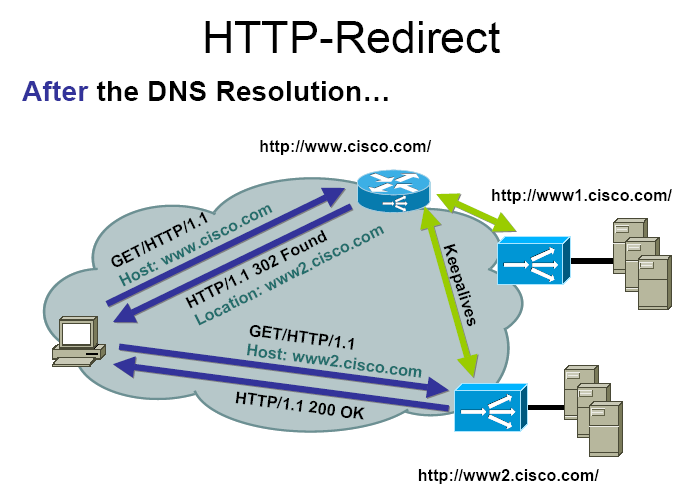 HTTP-Redirect
After the DNS Resolution...
http://www.cisco.com/
http://www1.cisco.com/
GET/HTTP/1.1
Host: www.cisco.com
HTTP/1.1 302 Found
Location: www2.cisco.com
Keepalives
GET/HTTP/1.1
Host: www2.cisco.com
HTTP/1.1 200 OK
http://www2.cisco.com/